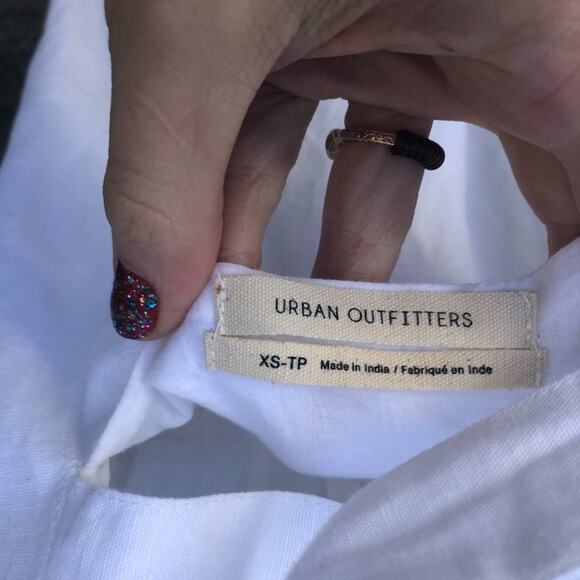 URBAN OUTFITTERS
XS-TP Made in India / Fabriqué en Inde